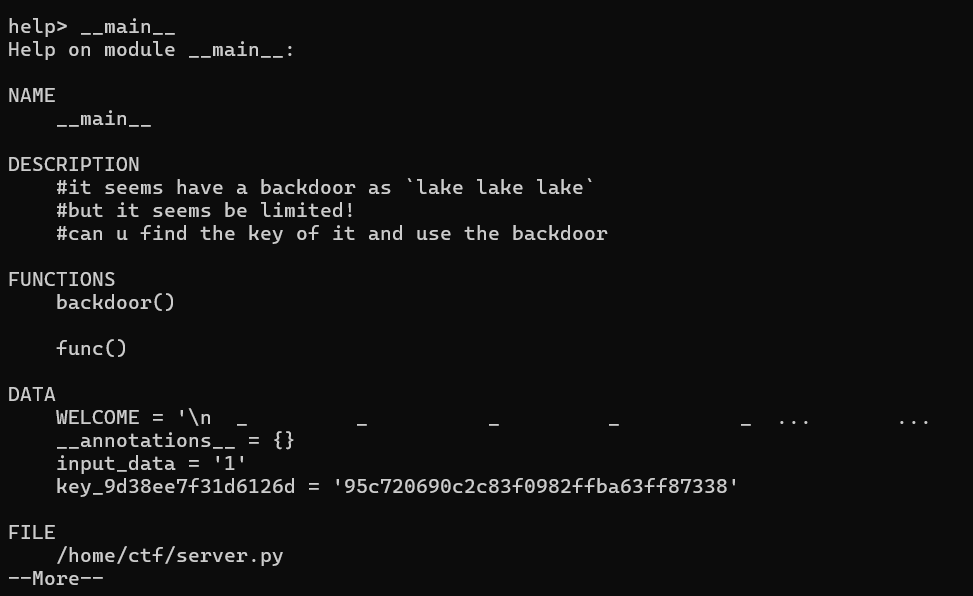 help> __main__
Help on module __main__:
NAME
__main__
DESCRIPTION
#it seems have a backdoor as `lake lake lake`
#but it seems be limited!
#can u find the key of it and use the backdoor
FUNCTIONS
backdoor()
func()
DATA
WELCOME = '\n  _          _          _         _          _  ...       ...
__annotations__ = {}
input_data = '1'
key_9d38ee7f31d6126d = '95c720690c2c83f0982ffba63ff87338'
FILE
/home/ctf/server.py
--More--